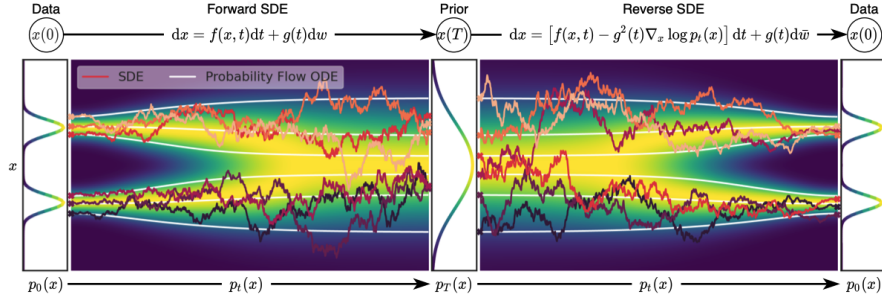 Data Forward SDE Prior Reverse SDE Data
x(0) dx = f(x, t)dt + g(t)dw x(T) dx = [f(x, t) − g²(t)∇ₓ log pₜ(x)] dt + g(t)dw̄ x(0)
SDE Probability Flow ODE
x
p₀(x) pₜ(x) p_T(x) pₜ(x) p₀(x)